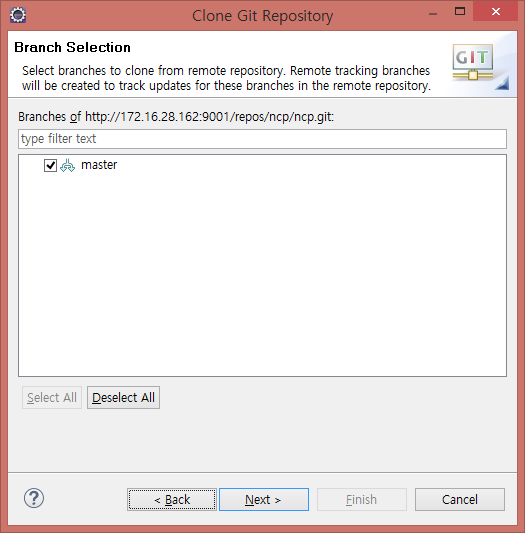 Clone Git Repository
Branch Selection
Select branches to clone from remote repository. Remote tracking branches
will be created to track updates for these branches in the remote repository.
GIT
Branches of http://172.16.28.162:9001/repos/ncp/ncp.git:
type filter text
master
Select All
Deselect All
?
< Back
Next >
Finish
Cancel